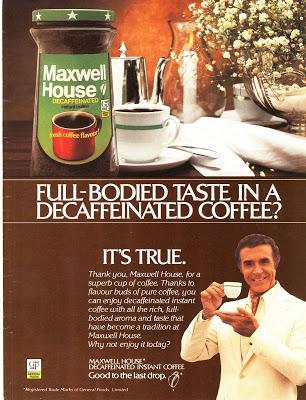 Maxwell
House
DECAFFEINATED
instant coffee
fresh coffee flavour
FULL-BODIED TASTE IN A
DECAFFEINATED COFFEE?
IT'S TRUE.
Thank you, Maxwell House, for a
superb cup of coffee. Thanks to
flavour buds of pure coffee, you
can enjoy decaffeinated instant
coffee with all the rich, full-
bodied aroma and taste that
have become a tradition at
Maxwell House.
Why not enjoy it today?
MAXWELL HOUSE*
DECAFFEINATED INSTANT COFFEE
Good to the last drop.
*Registered Trade Marks of General Foods, Limited